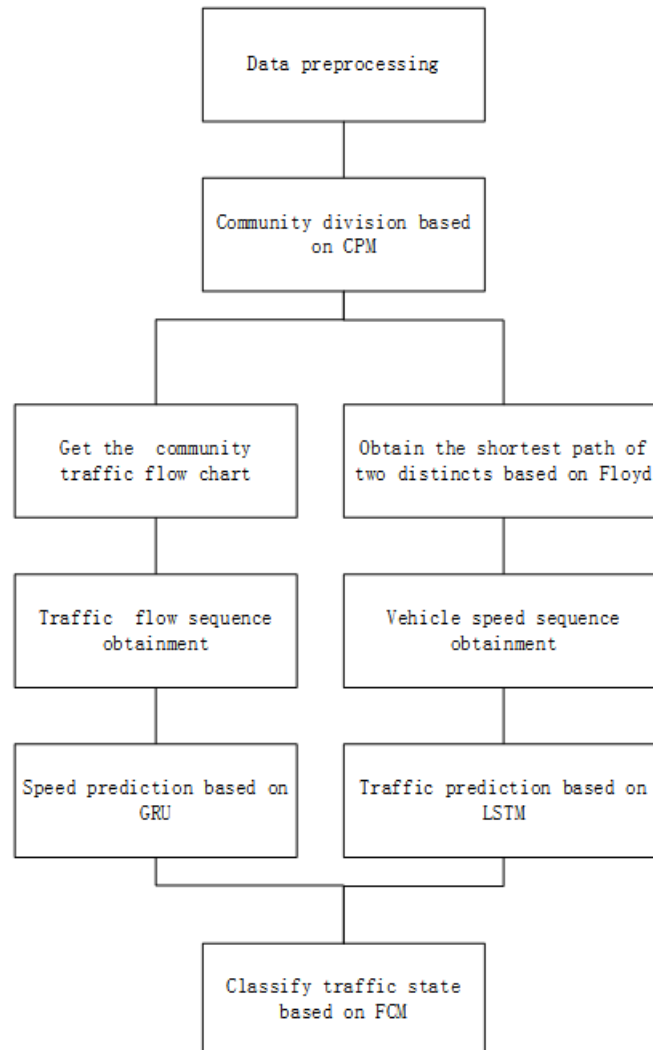 Data preprocessing
Community division based
on CPM
Get the community
traffic flow chart
Obtain the shortest path of
two distincts based on Floyd
Traffic flow sequence
obtainment
Vehicle speed sequence
obtainment
Speed prediction based on
GRU
Traffic prediction based on
LSTM
Classify traffic state
based on FCM